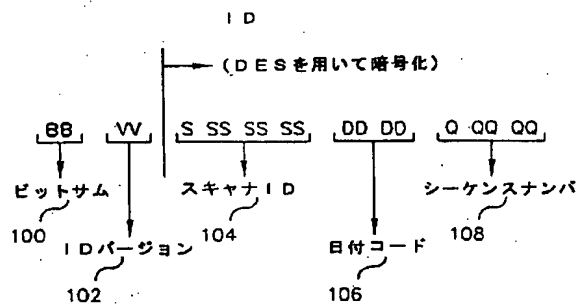 ID
(DESを用いて暗号化)
BB VV S SS SS SS DD DD Q QQ QQ
ビットサム スキャナID シーケンスナンバ
100 104 108
IDバージョン 日付コード
102 106